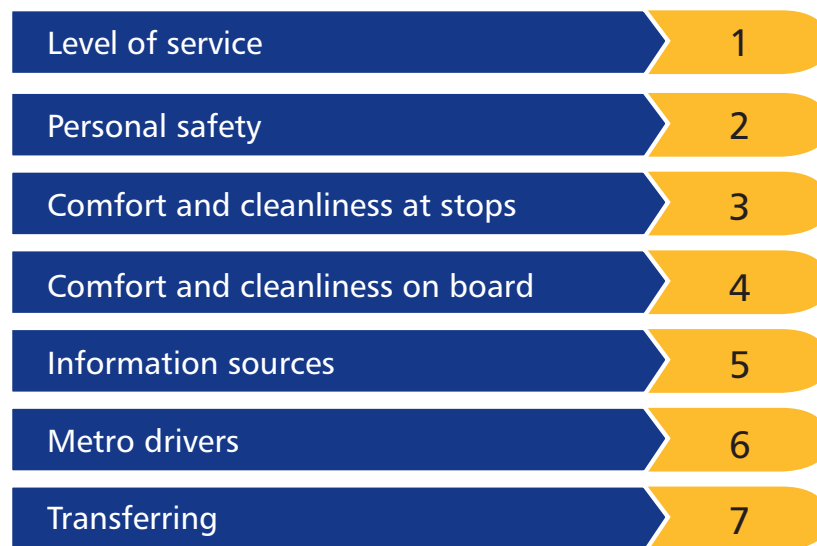 Level of service 1
Personal safety 2
Comfort and cleanliness at stops 3
Comfort and cleanliness on board 4
Information sources 5
Metro drivers 6
Transferring 7